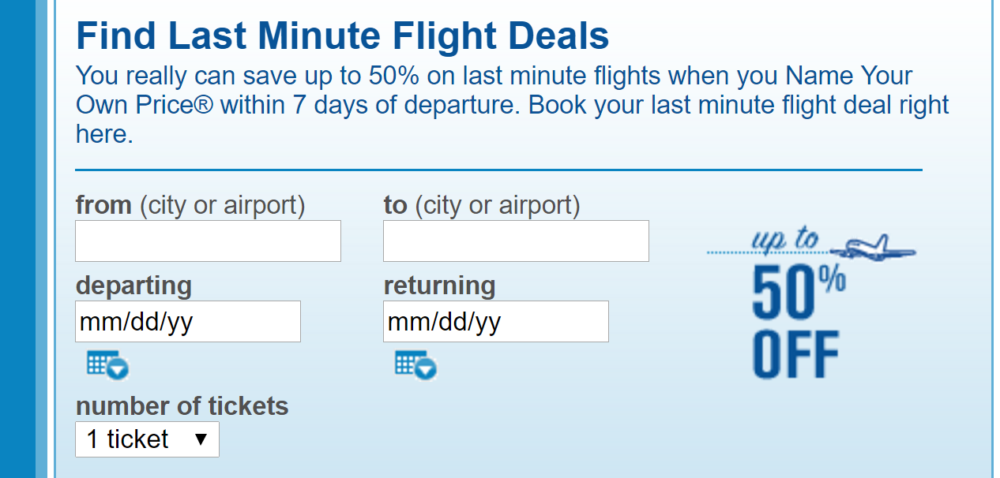 Find Last Minute Flight Deals
You really can save up to 50% on last minute flights when you Name Your
Own Price® within 7 days of departure. Book your last minute flight deal right
here.
from (city or airport)
to (city or airport)
departing
returning
mm/dd/yy
mm/dd/yy
number of tickets
1 ticket
up to
50%
OFF